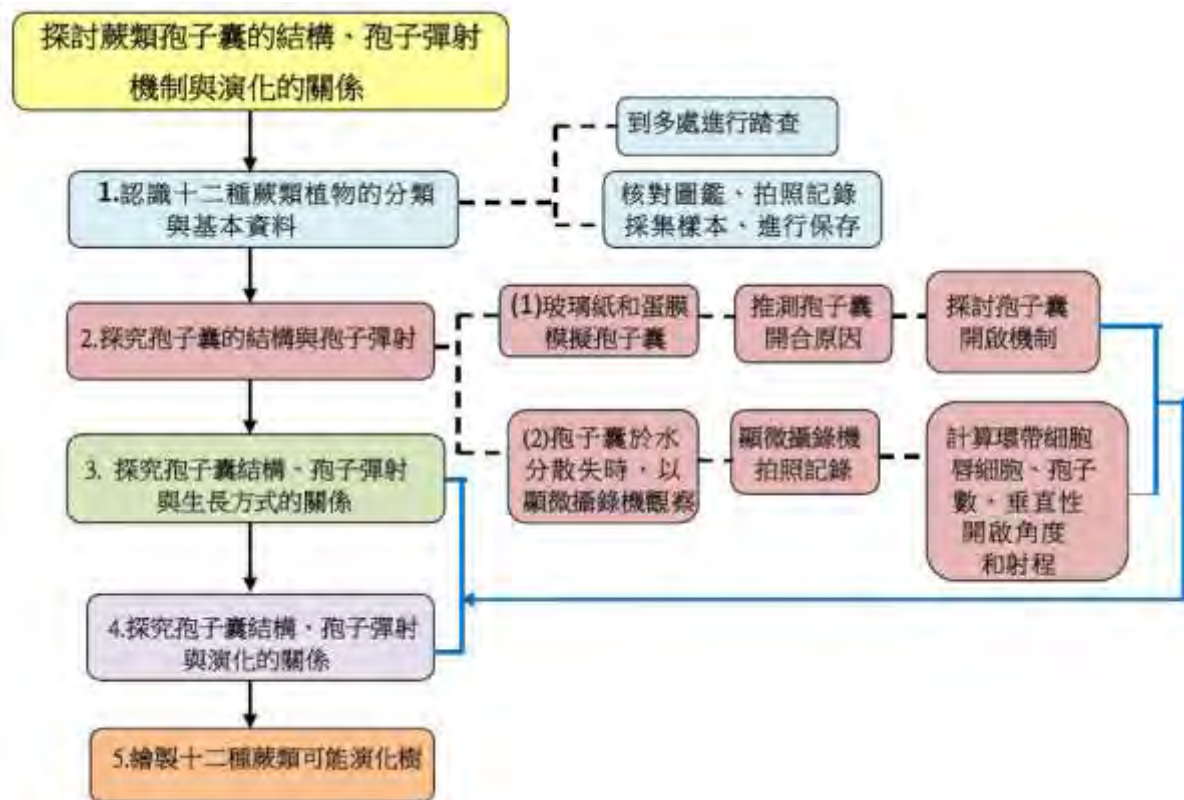 探討蕨類孢子囊的結構、孢子彈射
機制與演化的關係
到多處進行踏查
1.認識十二種蕨類植物的分類
與基本資料
核對圖鑑、拍照記錄
採集樣本、進行保存
2.探究孢子囊的結構與孢子彈射
(1)玻璃紙和蛋膜
模擬孢子囊
推測孢子囊
開合原因
探討孢子囊
開啟機制
(2)孢子囊於水
分散失時，以
顯微攝錄機觀察
顯微攝錄機
拍照記錄
計算環帶細胞
唇細胞、孢子
數，垂直性
開啟角度
和射程
3. 探究孢子囊結構、孢子彈射
與生長方式的關係
4.探究孢子囊結構、孢子彈射
與演化的關係
5.繪製十二種蕨類可能演化樹